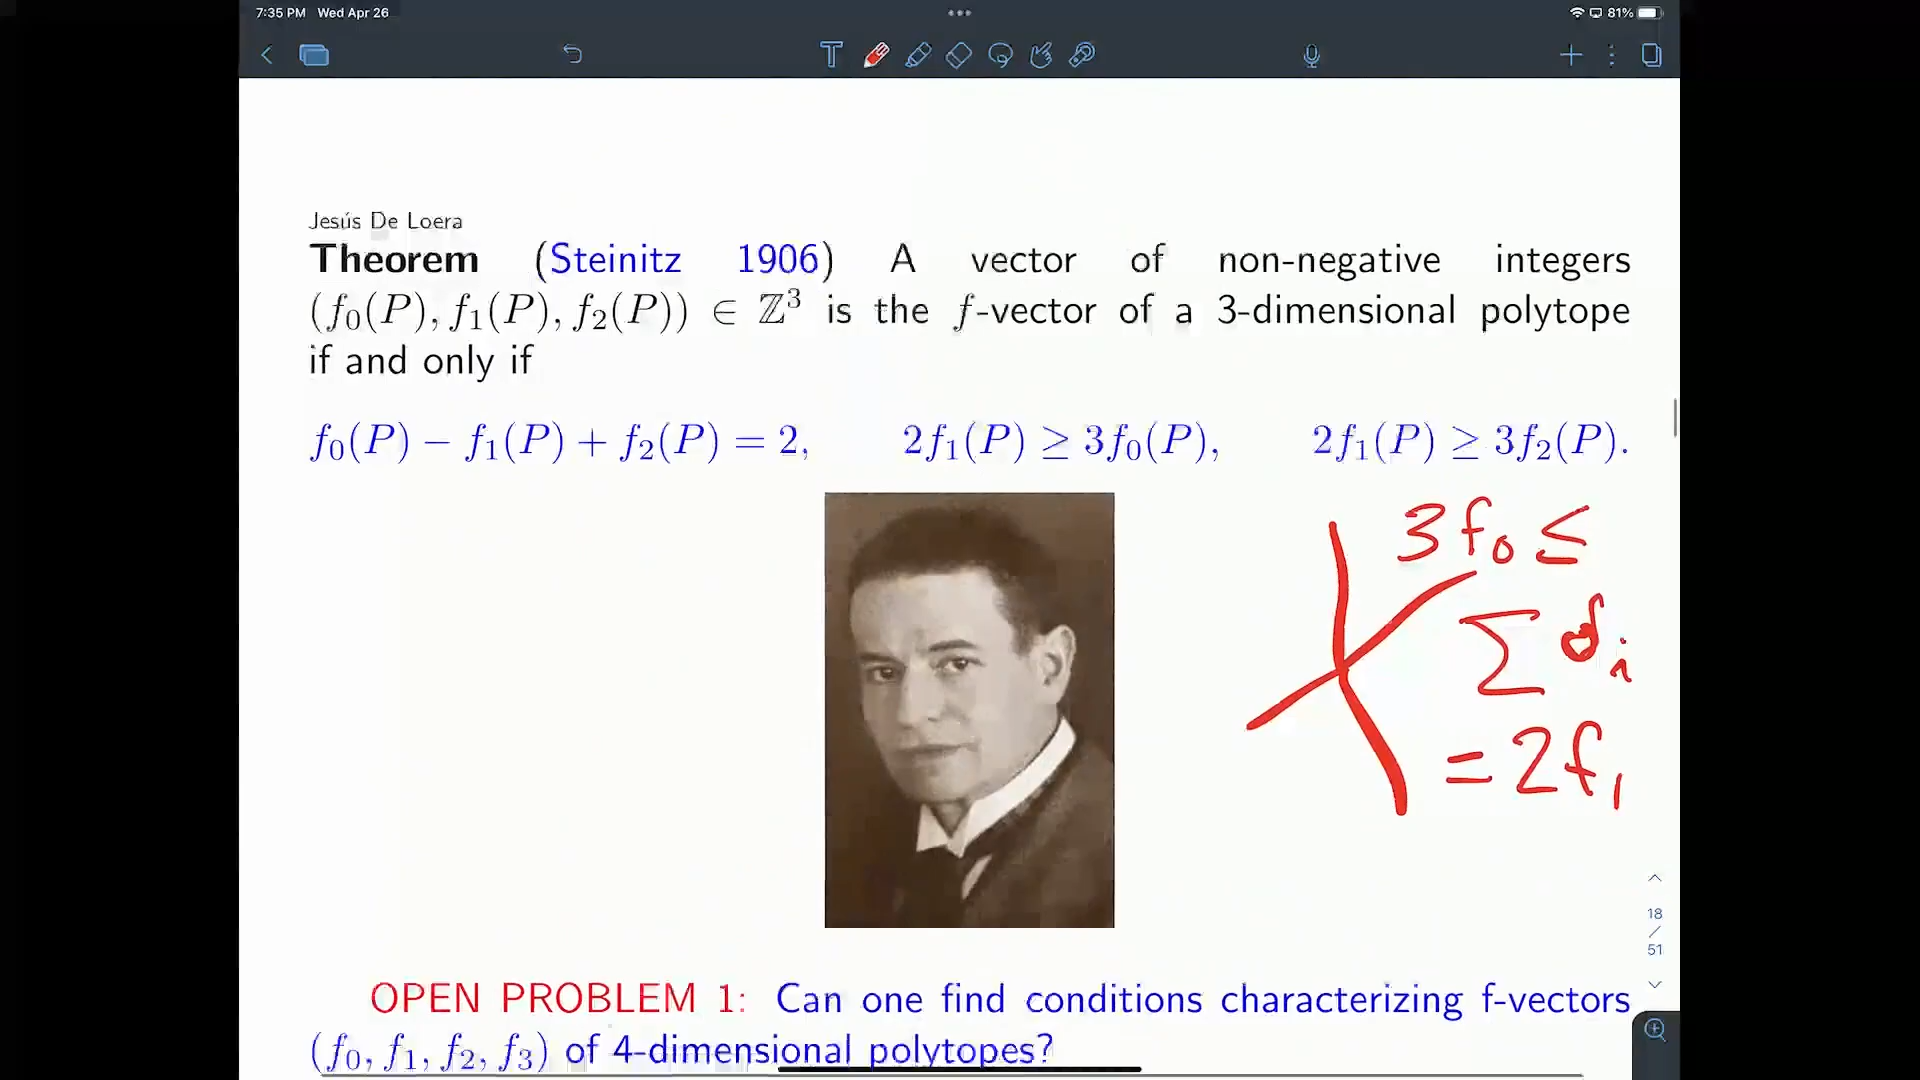 7:35 PM Wed Apr 26
81%
T
Jesús De Loera
Theorem (Steinitz 1906) A vector of non-negative integers
(f₀(P), f₁(P), f₂(P)) ∈ ℤ³ is the f-vector of a 3-dimensional polytope
if and only if
f₀(P) − f₁(P) + f₂(P) = 2, 2f₁(P) ≥ 3f₀(P), 2f₁(P) ≥ 3f₂(P).
3f₀ ≤
∑ dᵢ
= 2f₁
18
/
51
OPEN PROBLEM 1: Can one find conditions characterizing f-vectors
(f₀, f₁, f₂, f₃) of 4-dimensional polytopes?